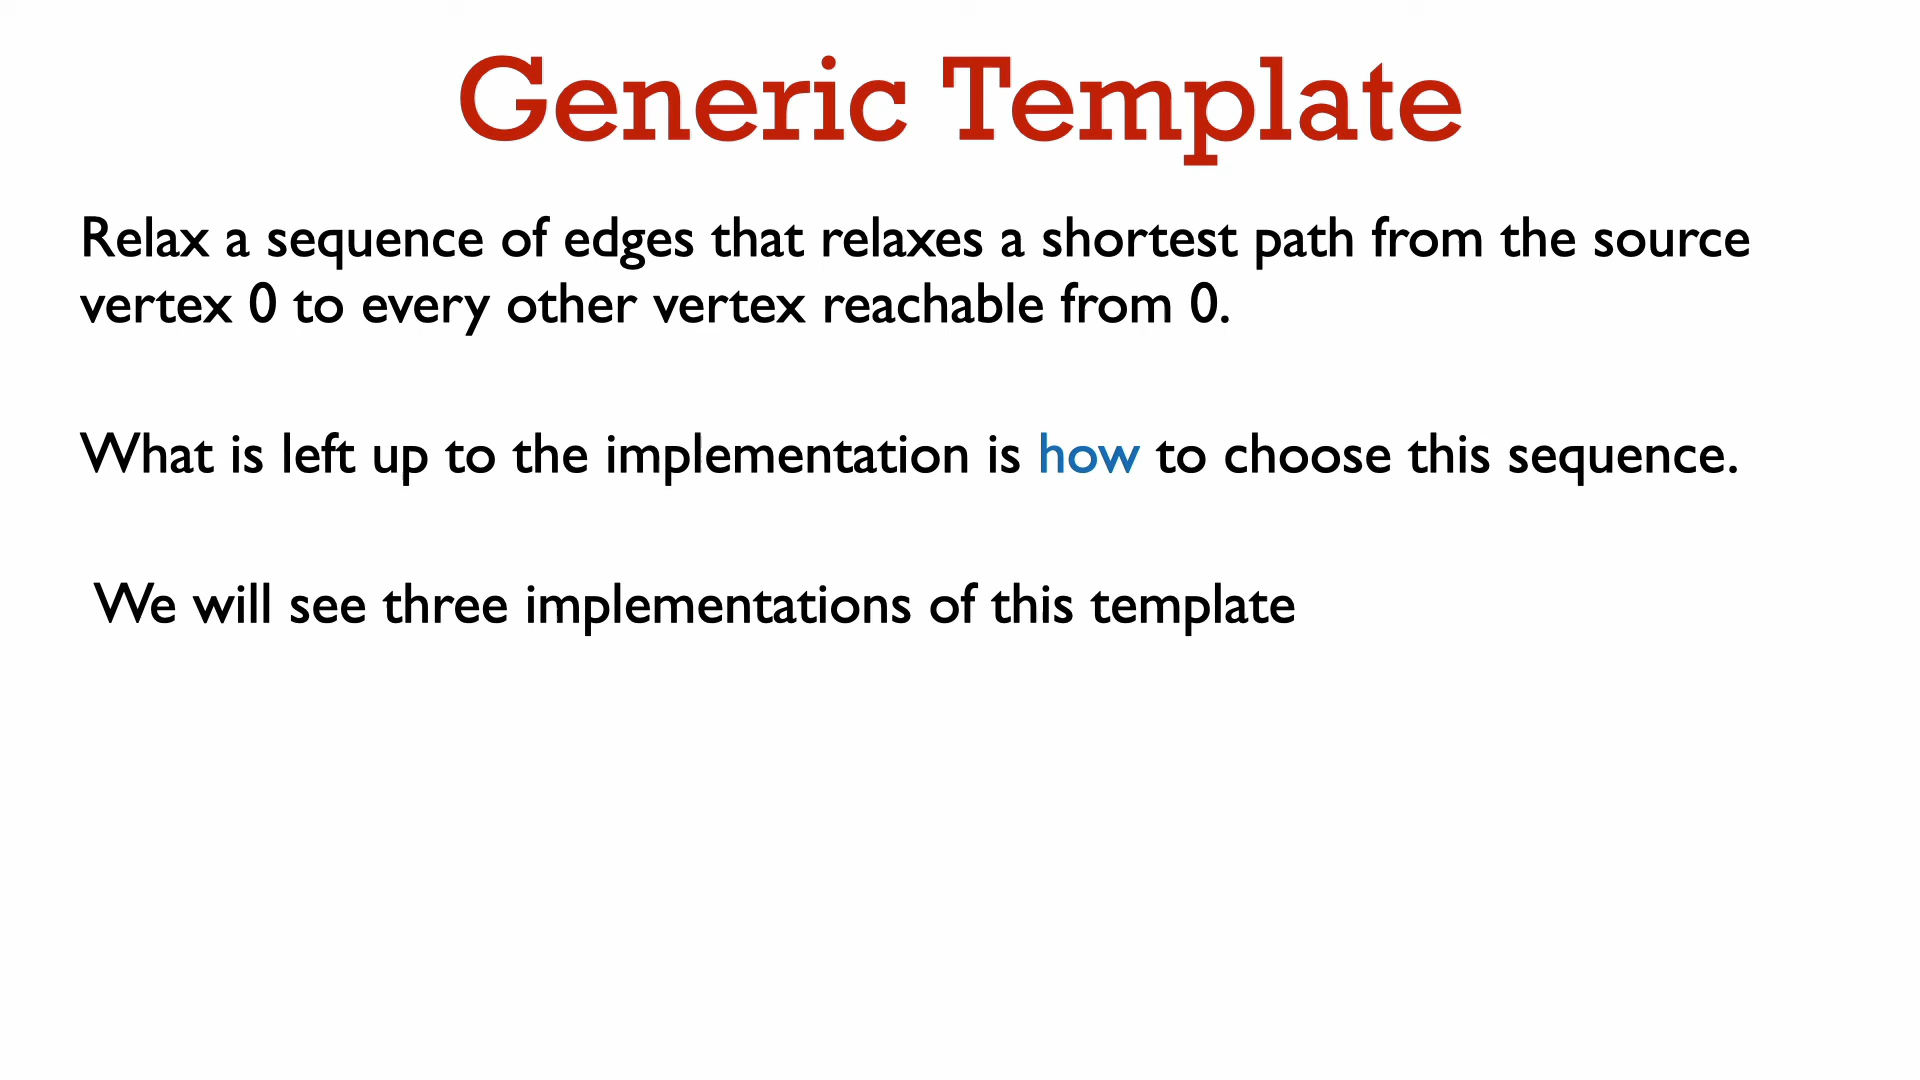 Generic Template
Relax a sequence of edges that relaxes a shortest path from the source
vertex 0 to every other vertex reachable from 0.
What is left up to the implementation is how to choose this sequence.
We will see three implementations of this template